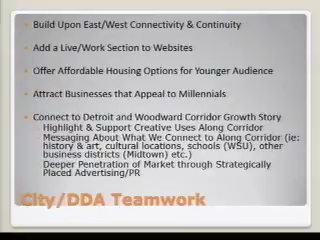 Build Upon East/West Connectivity & Continuity
Add a Live/Work Section to Websites
Offer Affordable Housing Options for Younger Audience
Attract Businesses that Appeal to Millennials
Connect to Detroit and Woodward Corridor Growth Story
Highlight & Support Creative Uses Along Corridor
Messaging About What We Connect to Along Corridor (ie:
history & art, cultural locations, schools (WSU), other
business districts (Midtown) etc.)
Deeper Penetration of Market through Strategically
Placed Advertising/PR
City/DDA Teamwork